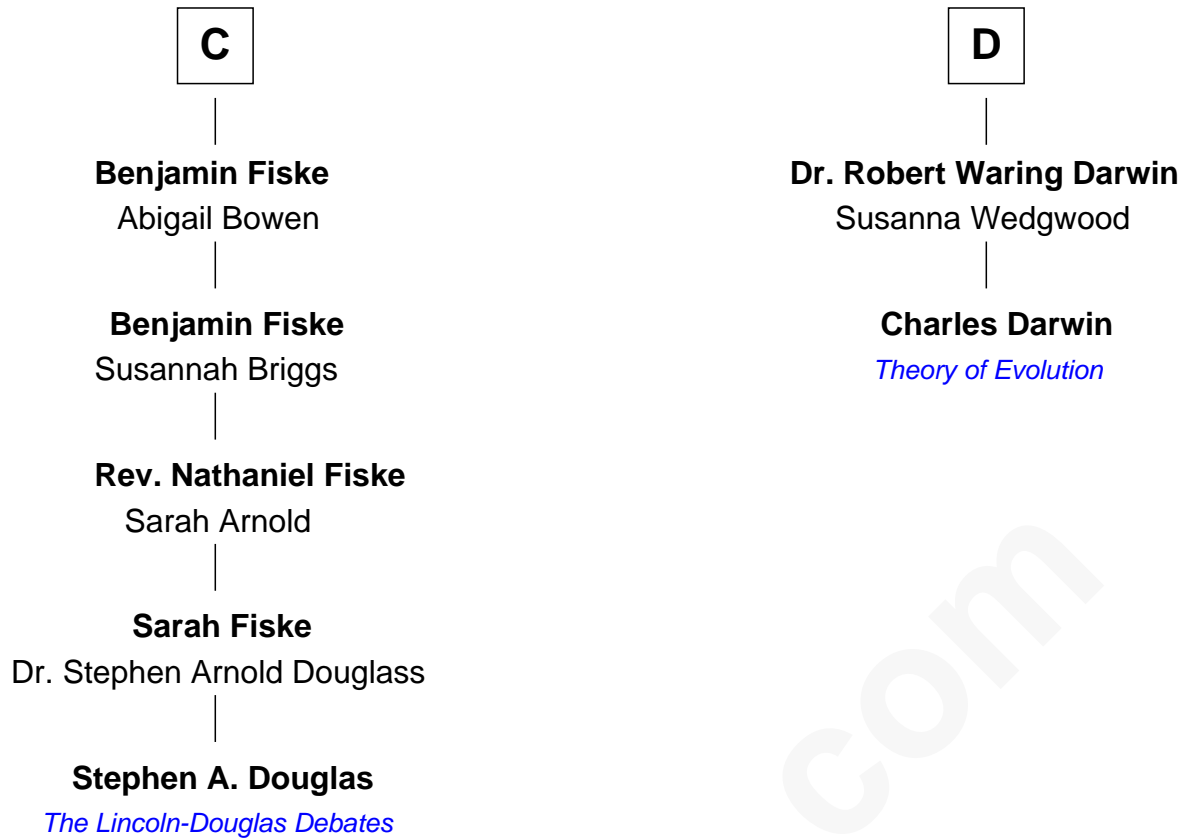 C
Benjamin Fiske
Abigail Bowen
Benjamin Fiske
Susannah Briggs
Rev. Nathaniel Fiske
Sarah Arnold
Sarah Fiske
Dr. Stephen Arnold Douglass
Stephen A. Douglas
The Lincoln-Douglas Debates
D
Dr. Robert Waring Darwin
Susanna Wedgwood
Charles Darwin
Theory of Evolution
com